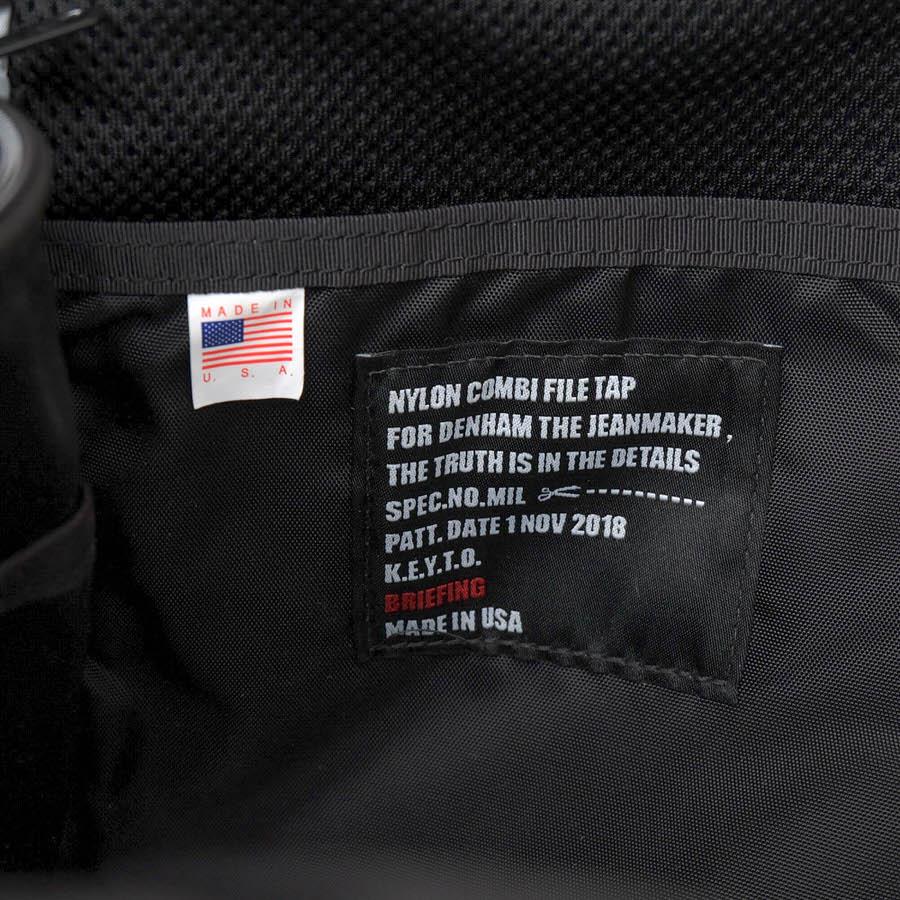 MADE IN
U. S. A.
NYLON COMBI FILE TAP
FOR DENHAM THE JEANMAKER ,
THE TRUTH IS IN THE DETAILS
SPEC.NO.MIL ----------
PATT. DATE 1 NOV 2018
K.E.Y.T.O.
BRIEFING
MADE IN USA